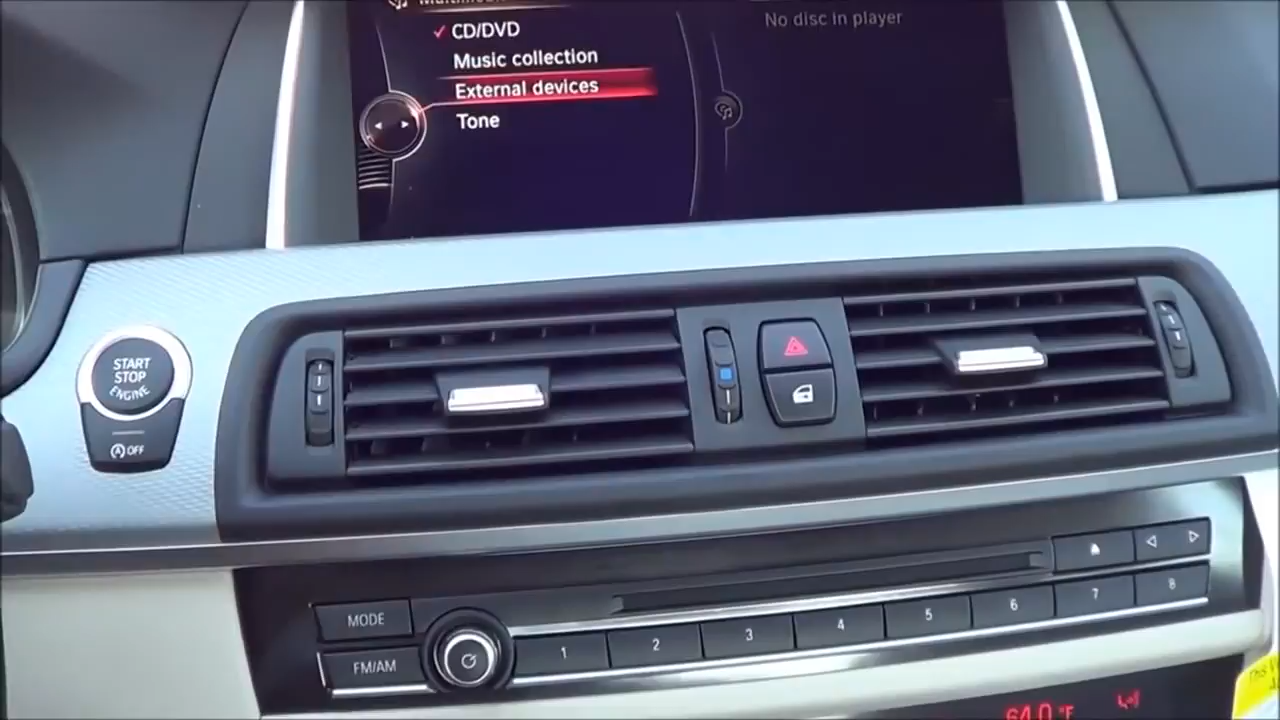 CD/DVD
Music collection
External devices
Tone
No disc in player
START
STOP
ENGINE
OFF
MODE
FM/AM
1
2
3
4
5
6
7
8
64.0 °F